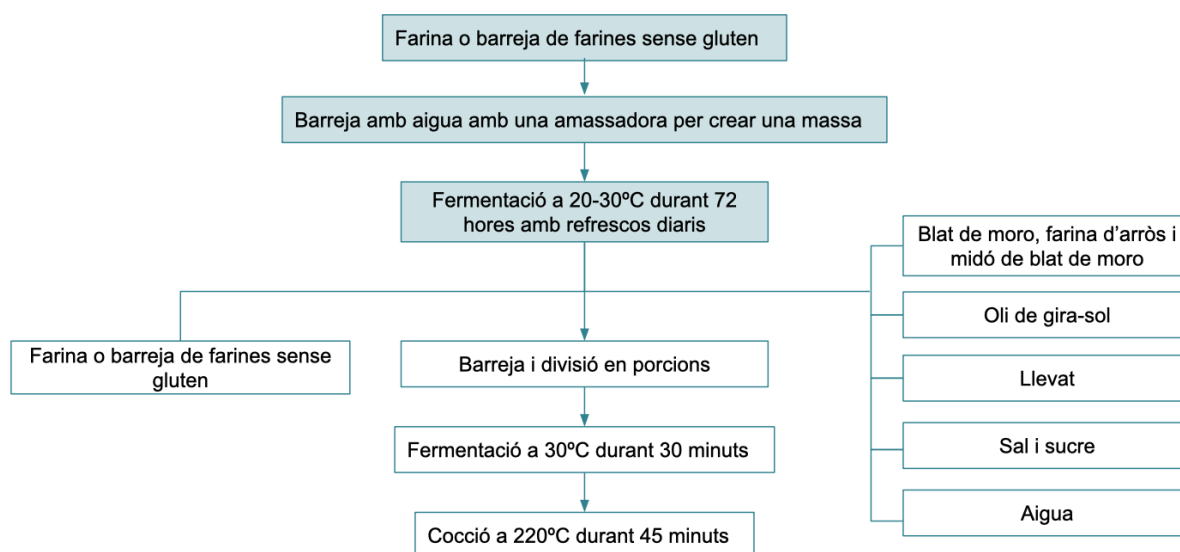 Farina o barreja de farines sense gluten
Barreja amb aigua amb una amassadora per crear una massa
Fermentació a 20-30ºC durant 72
hores amb refrescos diaris
Farina o barreja de farines sense
gluten
Barreja i divisió en porcions
Fermentació a 30ºC durant 30 minuts
Cocció a 220ºC durant 45 minuts
Blat de moro, farina d’arròs i
midó de blat de moro
Oli de gira-sol
Llevat
Sal i sucre
Aigua